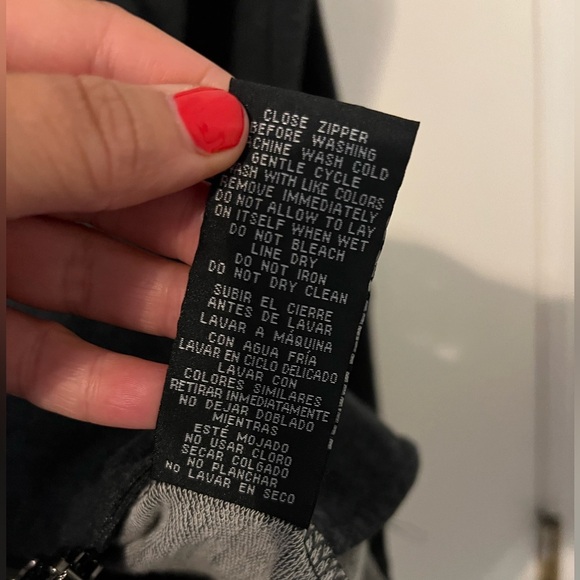 CLOSE ZIPPER
BEFORE WASHING
MACHINE WASH COLD
GENTLE CYCLE
WASH WITH LIKE COLORS
REMOVE IMMEDIATELY
DO NOT ALLOW TO LAY
ON ITSELF WHEN WET
DO NOT BLEACH
LINE DRY
DO NOT IRON
DO NOT DRY CLEAN
SUBIR EL CIERRE
ANTES DE LAVAR
LAVAR A MÁQUINA
CON AGUA FRÍA
LAVAR EN CICLO DELICADO
LAVAR CON
COLORES SIMILARES
RETIRAR INMEDIATAMENTE
NO DEJAR DOBLADO
MIENTRAS
ESTÉ MOJADO
NO USAR CLORO
SECAR COLGADO
NO PLANCHAR
NO LAVAR EN SECO